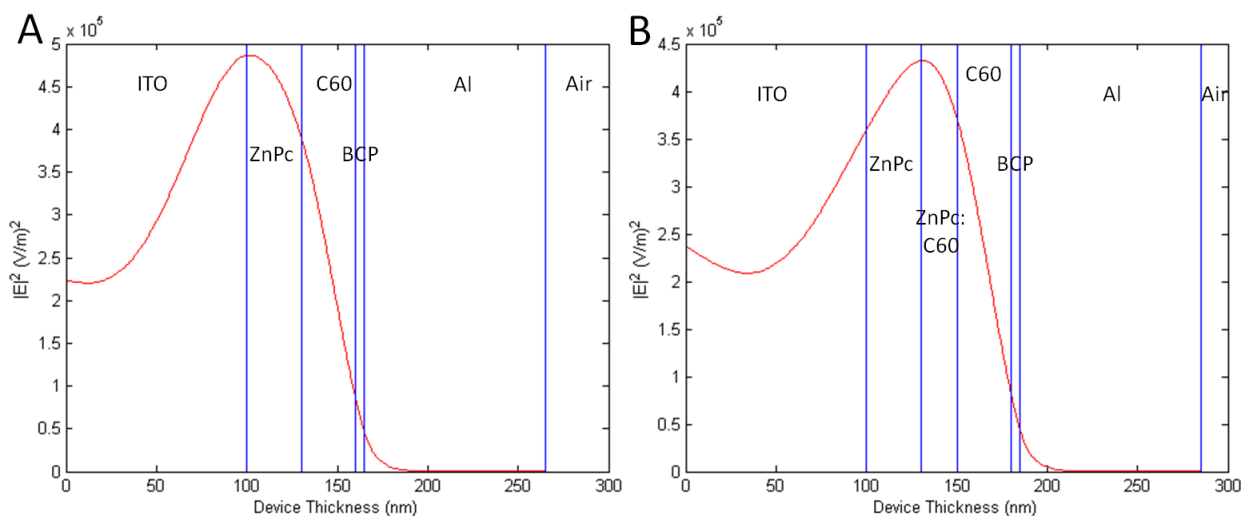 A
x 10⁵
5
4.5
4
3.5
3
2.5
2
1.5
1
0.5
0
|E|² (V/m)²
ITO
ZnPc
C60
BCP
Al
Air
0
50
100
150
200
250
300
Device Thickness (nm)
B
x 10⁵
5
4.5
4
3.5
3
2.5
2
1.5
1
0.5
0
|E|² (V/m)²
ITO
ZnPc
ZnPc:
C60
C60
BCP
Al
Air
0
50
100
150
200
250
300
Device Thickness (nm)